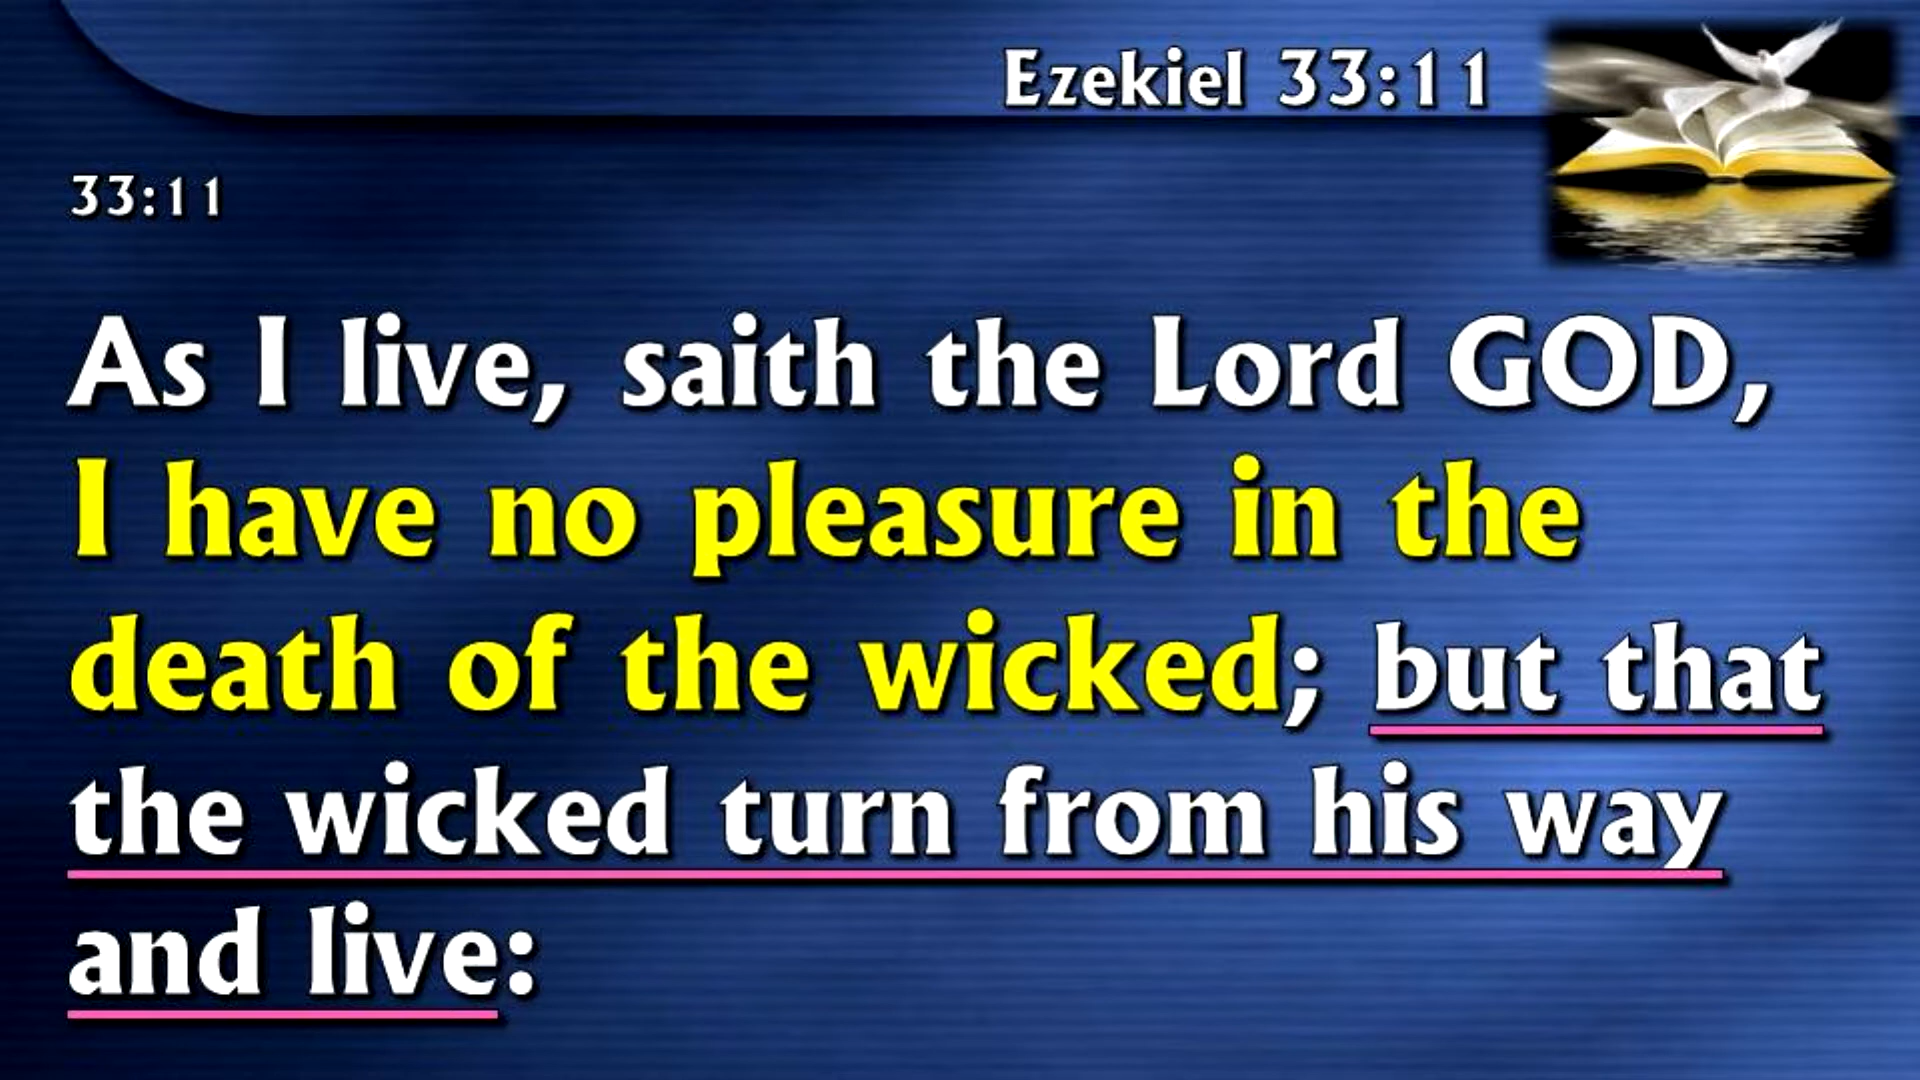 Ezekiel 33:11
33:11
As I live, saith the Lord GOD,
I have no pleasure in the
death of the wicked; but that
the wicked turn from his way
and live: